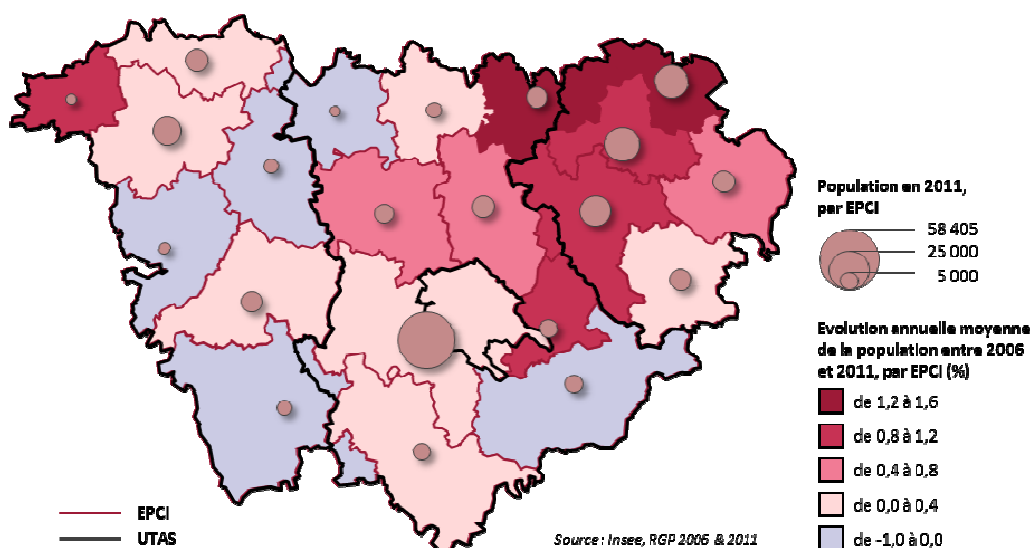 Population en 2011,
par EPCI
58 405
25 000
5 000
Evolution annuelle moyenne
de la population entre 2006
et 2011, par EPCI (%)
de 1,2 à 1,6
de 0,8 à 1,2
de 0,4 à 0,8
de 0,0 à 0,4
de -1,0 à 0,0
EPCI
UTAS
Source : Insee, RGP 2006 & 2011